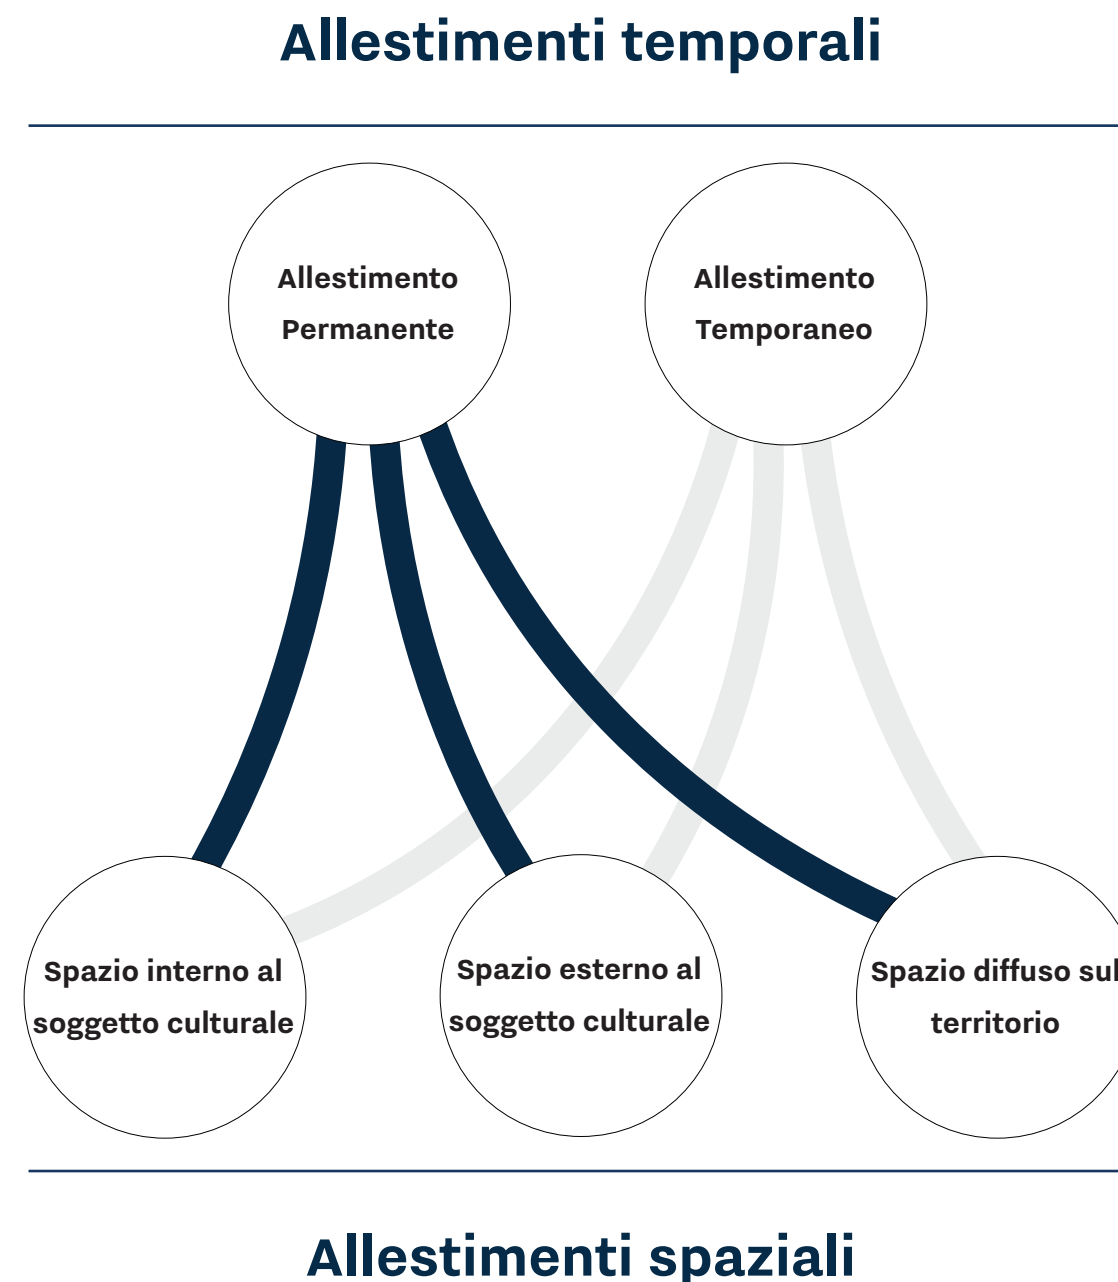 Allestimenti temporali
Allestimento
Permanente
Allestimento
Temporaneo
Spazio interno al
soggetto culturale
Spazio esterno al
soggetto culturale
Spazio diffuso sul
territorio
Allestimenti spaziali